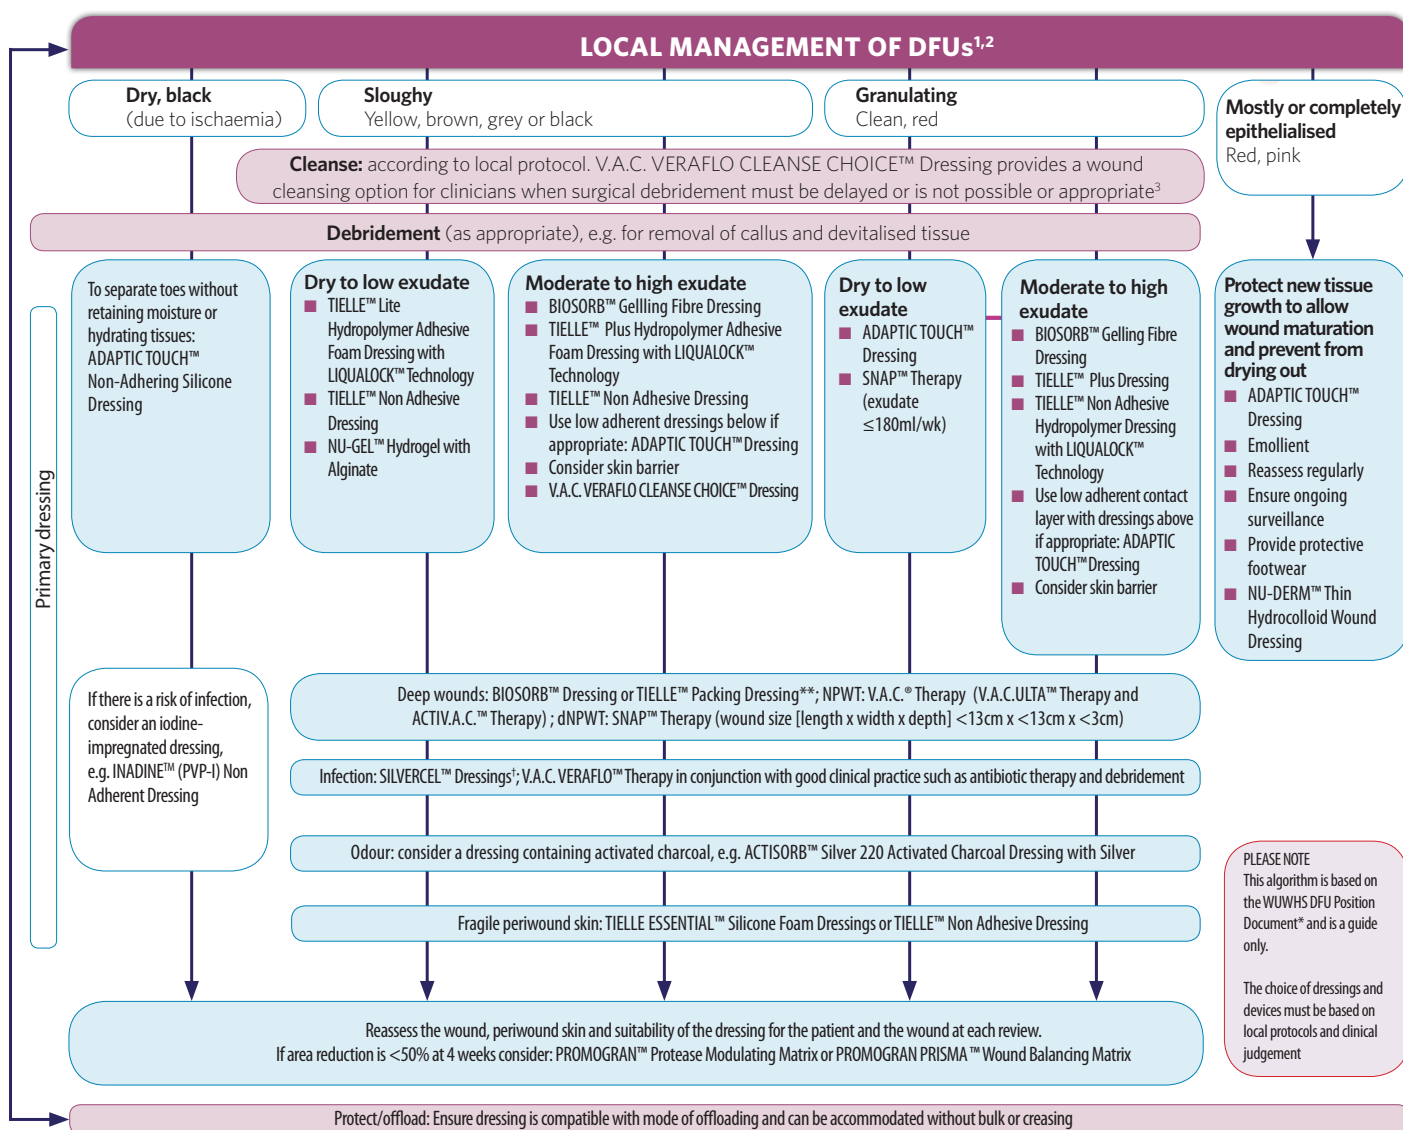 LOCAL MANAGEMENT OF DFUs1,2
Dry, black
(due to ischaemia)
Sloughy
Yellow, brown, grey or black
Granulating
Clean, red
Mostly or completely
epithelialised
Red, pink
Cleanse: according to local protocol. V.A.C. VERAFLO CLEANSE CHOICE™ Dressing provides a wound
cleansing option for clinicians when surgical debridement must be delayed or is not possible or appropriate3
Debridement (as appropriate), e.g. for removal of callus and devitalised tissue
Primary dressing
To separate toes without
retaining moisture or
hydrating tissues:
ADAPTIC TOUCH™
Non-Adhering Silicone
Dressing
Dry to low exudate
■ TIELLE™ Lite
Hydropolymer Adhesive
Foam Dressing with
LIQUALOCK™ Technology
■ TIELLE™ Non Adhesive
Dressing
■ NU-GEL™ Hydrogel with
Alginate
Moderate to high exudate
■ BIOSORB™ Gellling Fibre Dressing
■ TIELLE™ Plus Hydropolymer Adhesive
Foam Dressing with LIQUALOCK™
Technology
■ TIELLE™ Non Adhesive Dressing
■ Use low adherent dressings below if
appropriate: ADAPTIC TOUCH™ Dressing
■ Consider skin barrier
■ V.A.C. VERAFLO CLEANSE CHOICE™ Dressing
Dry to low
exudate
■ ADAPTIC TOUCH™
Dressing
■ SNAP™ Therapy
(exudate
≤180ml/wk)
Moderate to high
exudate
■ BIOSORB™ Gelling Fibre
Dressing
■ TIELLE™ Plus Dressing
■ TIELLE™ Non Adhesive
Hydropolymer Dressing
with LIQUALOCK™
Technology
■ Use low adherent contact
layer with dressings above
if appropriate: ADAPTIC
TOUCH™ Dressing
■ Consider skin barrier
Protect new tissue
growth to allow
wound maturation
and prevent from
drying out
■ ADAPTIC TOUCH™
Dressing
■ Emollient
■ Reassess regularly
■ Ensure ongoing
surveillance
■ Provide protective
footwear
■ NU-DERM™ Thin
Hydrocolloid Wound
Dressing
If there is a risk of infection,
consider an iodine-
impregnated dressing,
e.g. INADINE™ (PVP-I) Non
Adherent Dressing
Deep wounds: BIOSORB™ Dressing or TIELLE™ Packing Dressing**; NPWT: V.A.C.® Therapy (V.A.C.ULTA™ Therapy and
ACTIV.A.C.™ Therapy) ; dNPWT: SNAP™ Therapy (wound size [length x width x depth] <13cm x <13cm x <3cm)
Infection: SILVERCEL™ Dressings†; V.A.C. VERAFLO™ Therapy in conjunction with good clinical practice such as antibiotic therapy and debridement
Odour: consider a dressing containing activated charcoal, e.g. ACTISORB™ Silver 220 Activated Charcoal Dressing with Silver
Fragile periwound skin: TIELLE ESSENTIAL™ Silicone Foam Dressings or TIELLE™ Non Adhesive Dressing
PLEASE NOTE
This algorithm is based on
the WUWHS DFU Position
Document* and is a guide
only.
The choice of dressings and
devices must be based on
local protocols and clinical
judgement
Reassess the wound, periwound skin and suitability of the dressing for the patient and the wound at each review.
If area reduction is <50% at 4 weeks consider: PROMOGRAN™ Protease Modulating Matrix or PROMOGRAN PRISMA™ Wound Balancing Matrix
Protect/offload: Ensure dressing is compatible with mode of offloading and can be accommodated without bulk or creasing